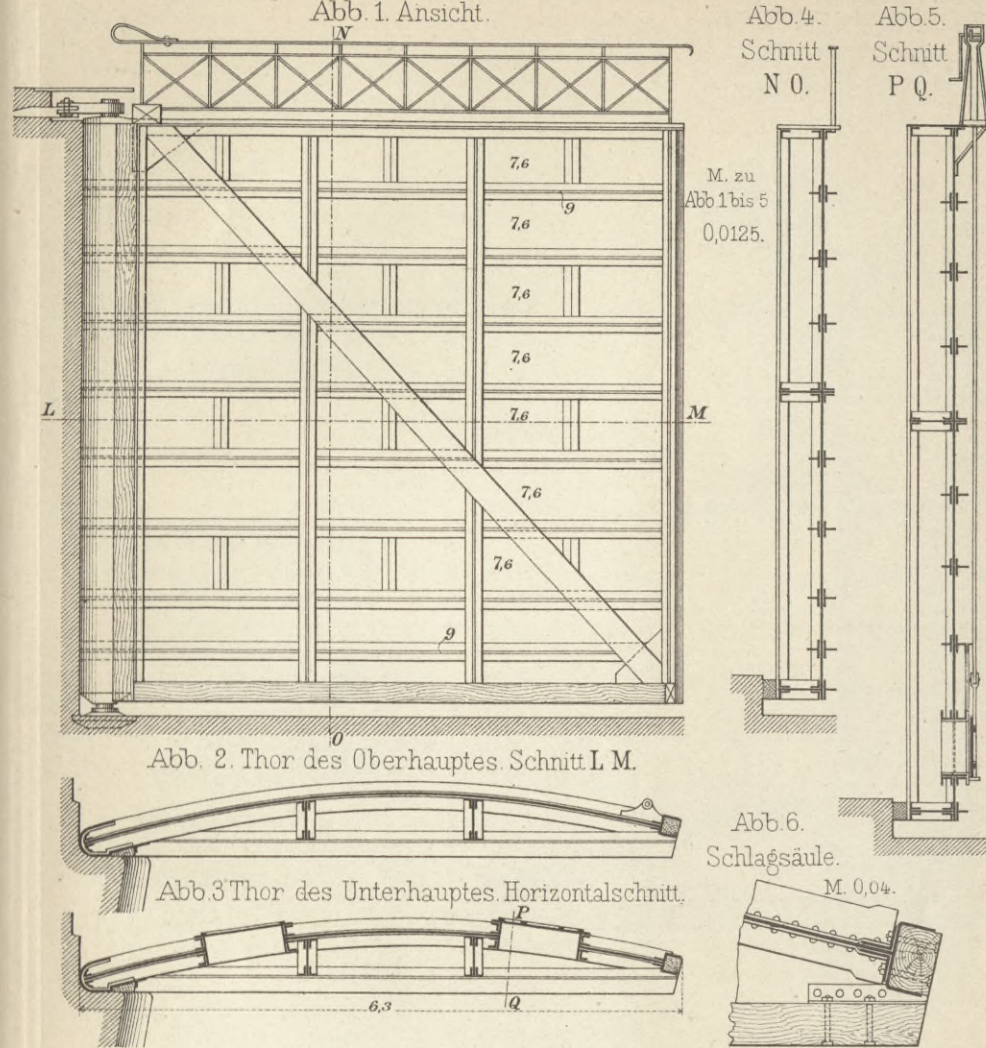 Abb. 1. Ansicht.
N
Abb. 4.
Schnitt
N O.
Abb. 5.
Schnitt
P Q.
M. zu
Abb 1 bis 5
0,0125.
7,6
9
7,6
7,6
7,6
L
7,6
M
7,6
7,6
9
O
Abb. 2. Thor des Oberhauptes. Schnitt L M.
Abb. 3 Thor des Unterhauptes. Horizontalschnitt.
P
6,3
Q
Abb. 6.
Schlagsäule.
M. 0,04.